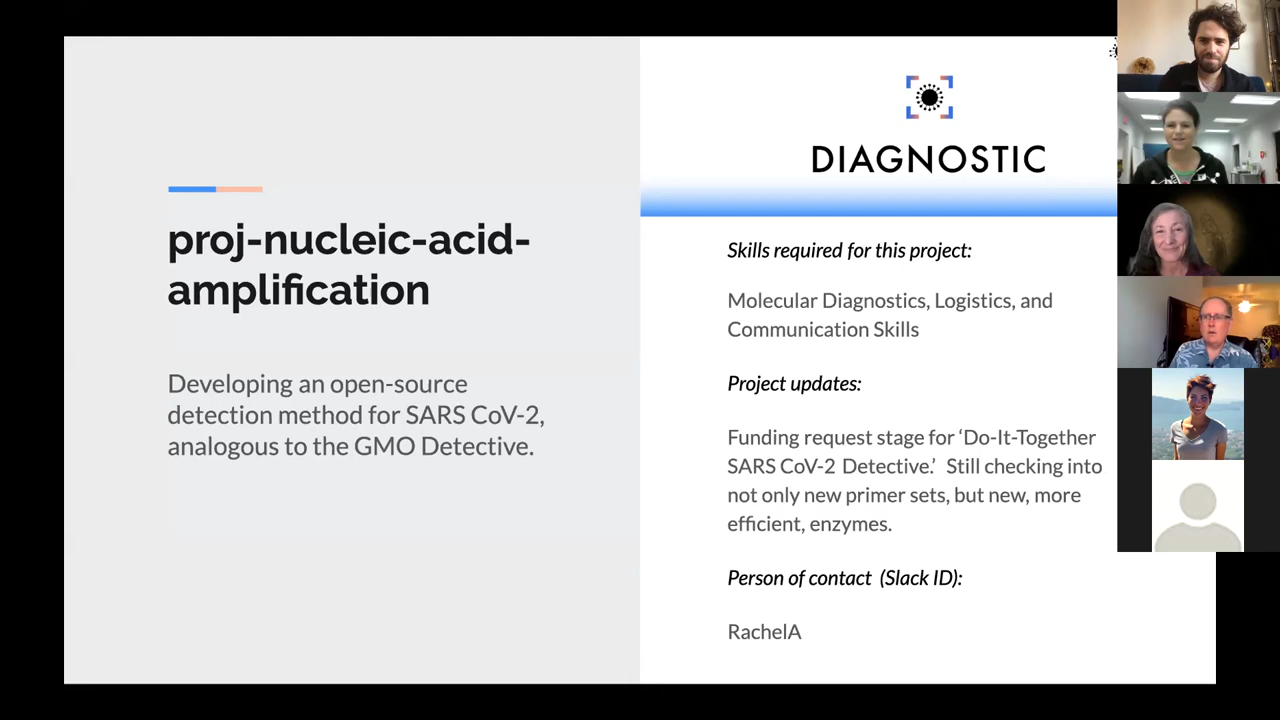 proj-nucleic-acid-
amplification
Developing an open-source
detection method for SARS CoV-2,
analogous to the GMO Detective.
DIAGNOSTIC
Skills required for this project:
Molecular Diagnostics, Logistics, and
Communication Skills
Project updates:
Funding request stage for ‘Do-It-Together
SARS CoV-2 Detective.’ Still checking into
not only new primer sets, but new, more
efficient, enzymes.
Person of contact (Slack ID):
RachelA